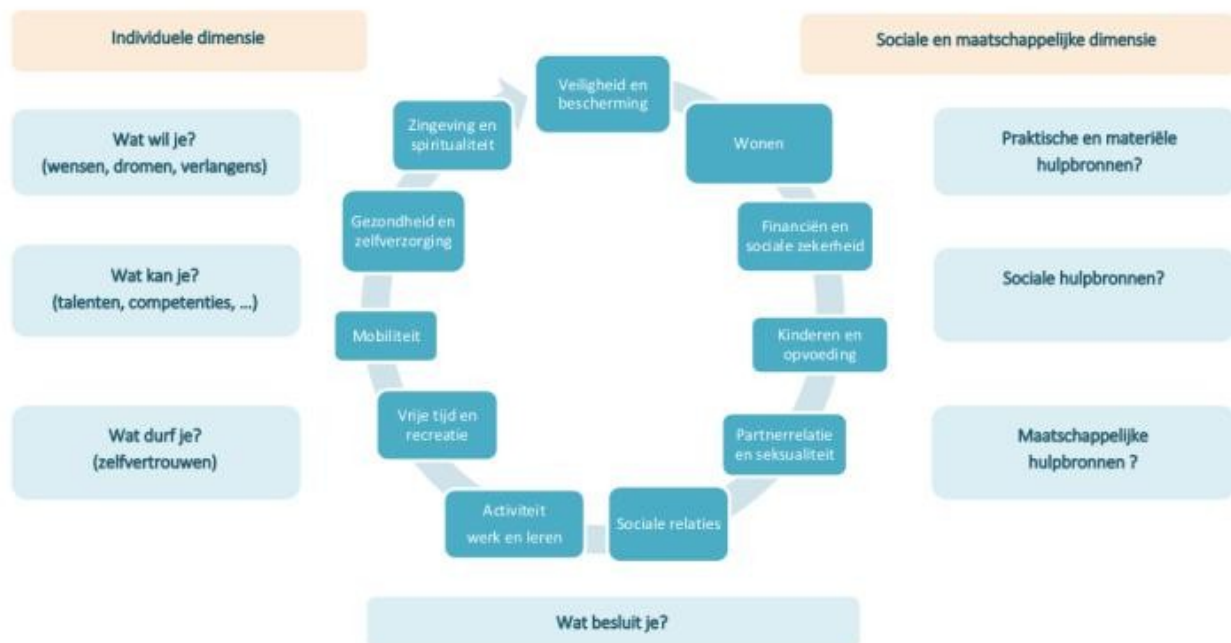 Individuele dimensie
Sociale en maatschappelijke dimensie
Wat wil je?
(wensen, dromen, verlangens)
Wat kan je?
(talenten, competenties, ...)
Wat durf je?
(zelfvertrouwen)
Veiligheid en
bescherming
Wonen
Financiën en
sociale zekerheid
Kinderen en
opvoeding
Partnerrelatie
en seksualiteit
Sociale relaties
Activiteit
werk en leren
Vrije tijd en
recreatie
Mobiliteit
Gezondheid en
zelfverzorging
Zingeving en
spiritualiteit
Praktische en materiële
hulpbronnen?
Sociale hulpbronnen?
Maatschappelijke
hulpbronnen ?
Wat besluit je?